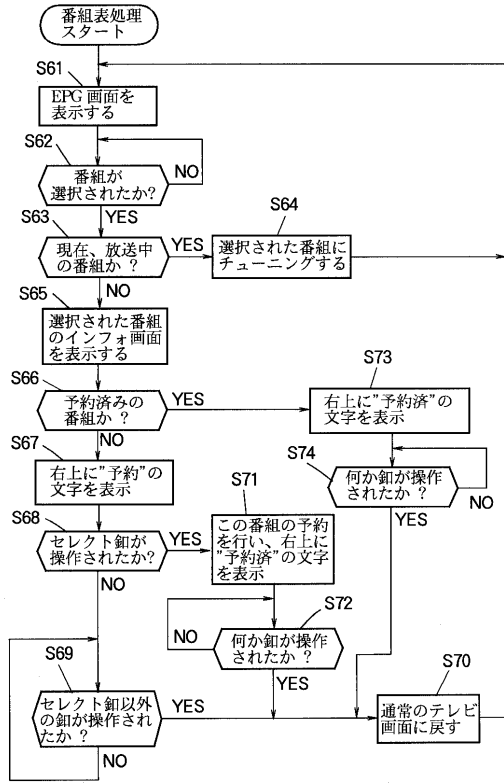 番組表処理
スタート
S61
EPG 画面を
表示する
S62
番組が
選択されたか?
NO
YES
S63
現在、放送中
の番組か ?
YES
NO
S64
選択された番組に
チューニングする
S65
選択された番組
のインフォ画面
を表示する
S66
予約済みの
番組か ?
YES
NO
S73
右上に"予約済"の
文字を表示
S67
右上に"予約"の
文字を表示
S74
何か釦が操作
されたか ?
NO
YES
S68
セレクト釦が
操作されたか?
YES
NO
S71
この番組の予約
を行い、右上に
"予約済"の文字
を表示
S72
何か釦が操作
されたか ?
NO
YES
S69
セレクト釦以外
の釦が操作され
たか ?
YES
NO
S70
通常のテレビ
画面に戻す